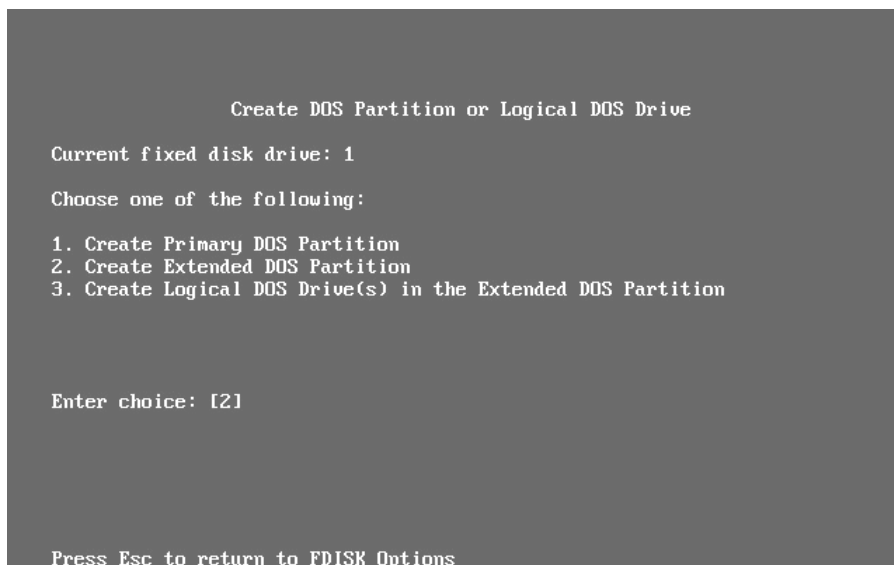 Create DOS Partition or Logical DOS Drive
Current fixed disk drive: 1
Choose one of the following:
1. Create Primary DOS Partition
2. Create Extended DOS Partition
3. Create Logical DOS Drive(s) in the Extended DOS Partition
Enter choice: [2]
Press Esc to return to FDISK Options